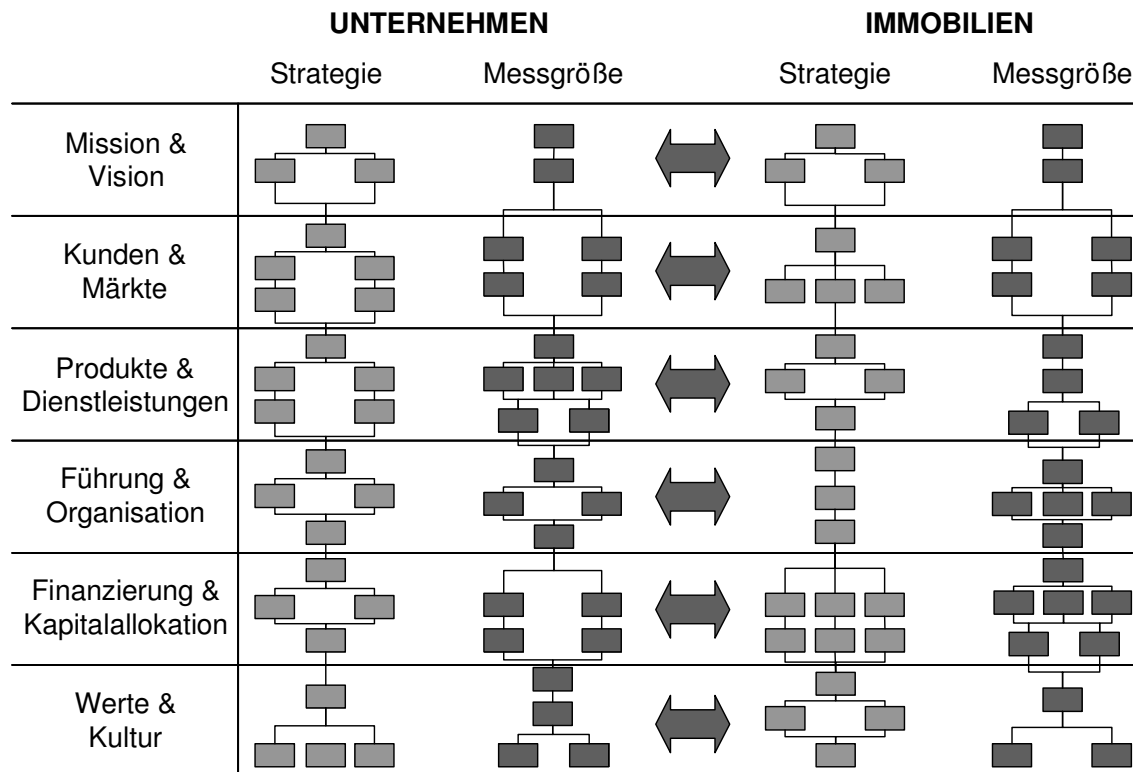 UNTERNEHMEN IMMOBILIEN
Strategie Messgröße Strategie Messgröße
Mission &
Vision
Kunden &
Märkte
Produkte &
Dienstleistungen
Führung &
Organisation
Finanzierung &
Kapitalallokation
Werte &
Kultur